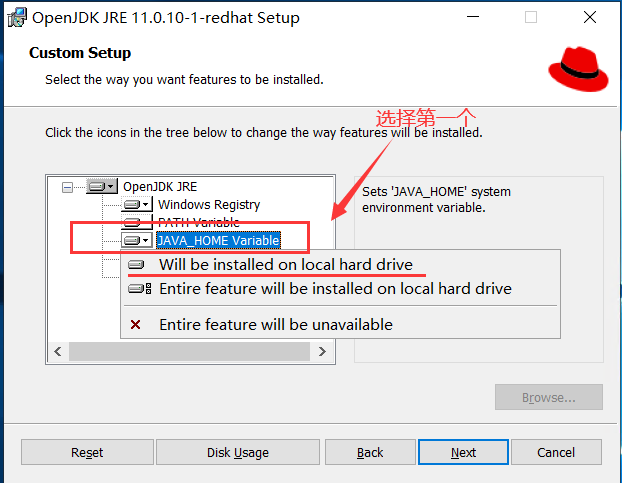 OpenJDK JRE 11.0.10-1-redhat Setup
Custom Setup
Select the way you want features to be installed.
选择第一个
Click the icons in the tree below to change the way features will be installed.
OpenJDK JRE
Windows Registry
PATH Variable
JAVA_HOME Variable
Sets 'JAVA_HOME' system
environment variable.
Will be installed on local hard drive
Entire feature will be installed on local hard drive
Entire feature will be unavailable
Browse...
Reset
Disk Usage
Back
Next
Cancel